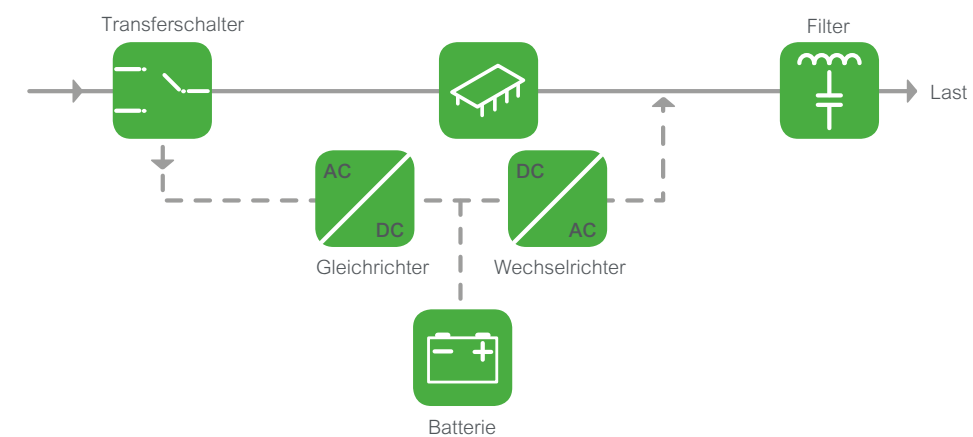 Transferschalter
Filter
Last
AC
DC
DC
AC
Gleichrichter
Wechselrichter
Batterie